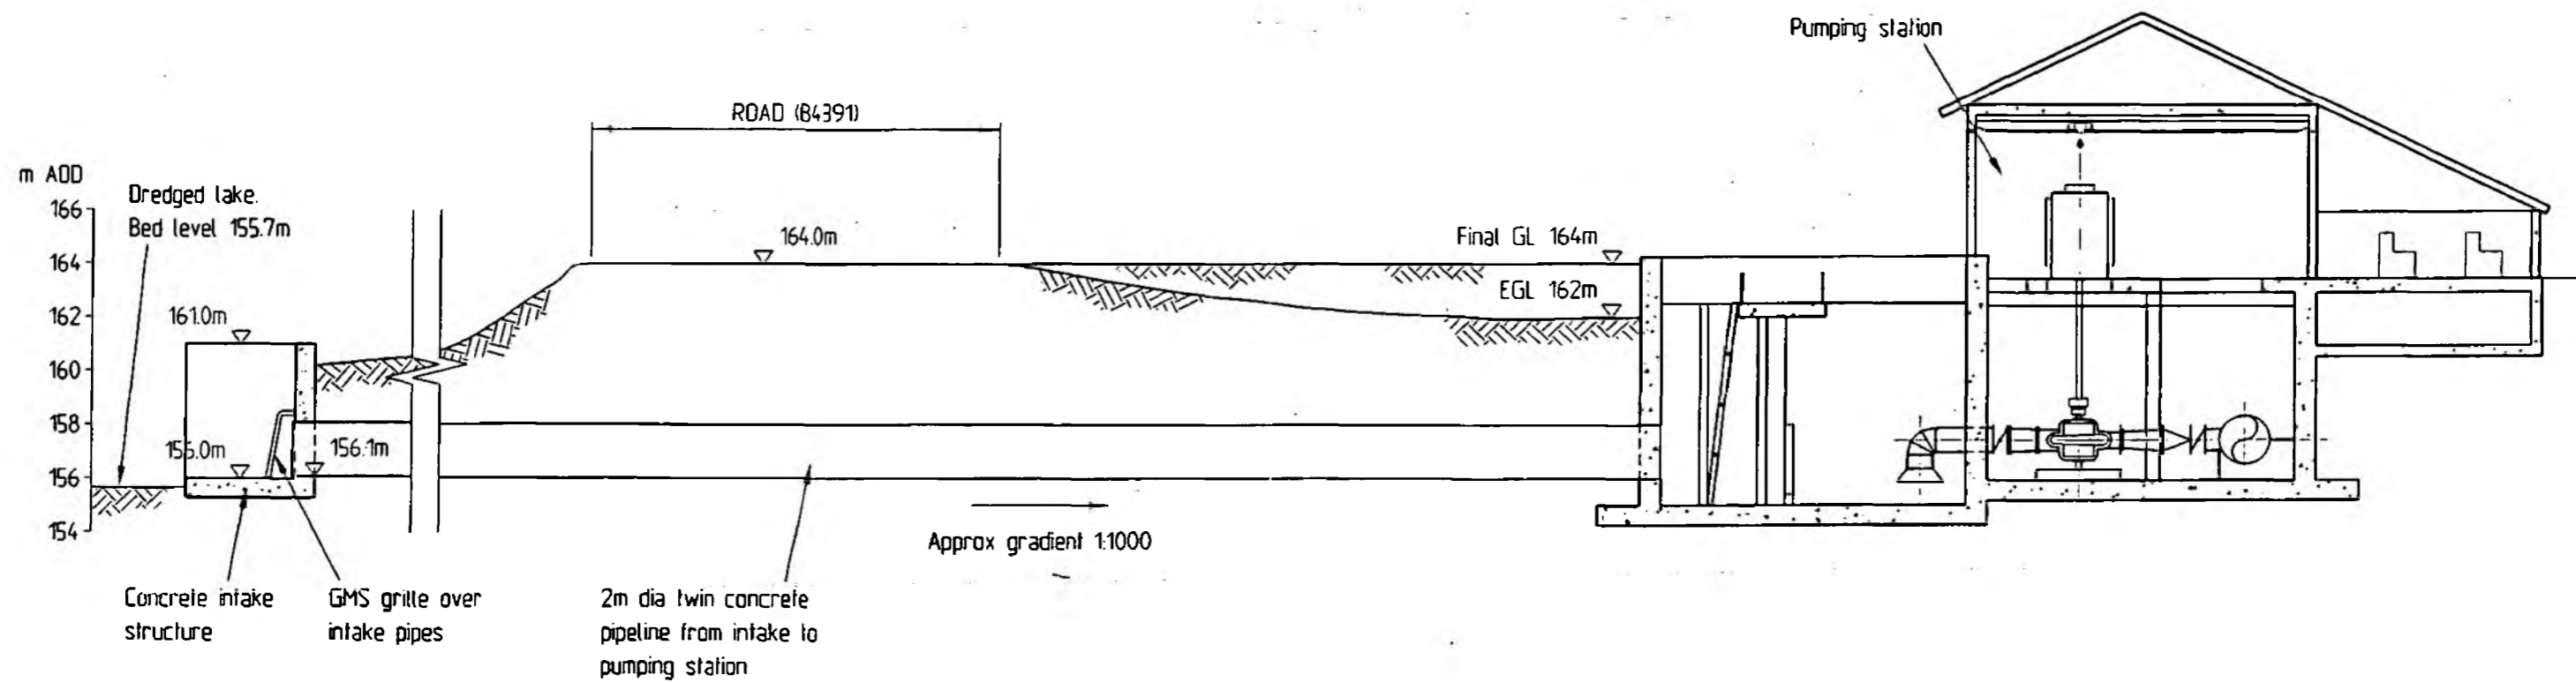 Pumping station
ROAD (B4391)
m AOD
Dredged lake.
Bed level 155.7m
166
164
162
160
158
156
154
164.0m
Final GL 164m
EGL 162m
161.0m
156.0m
156.1m
Approx gradient 1:1000
Concrete intake
structure
GMS grille over
intake pipes
2m dia twin concrete
pipeline from intake to
pumping station